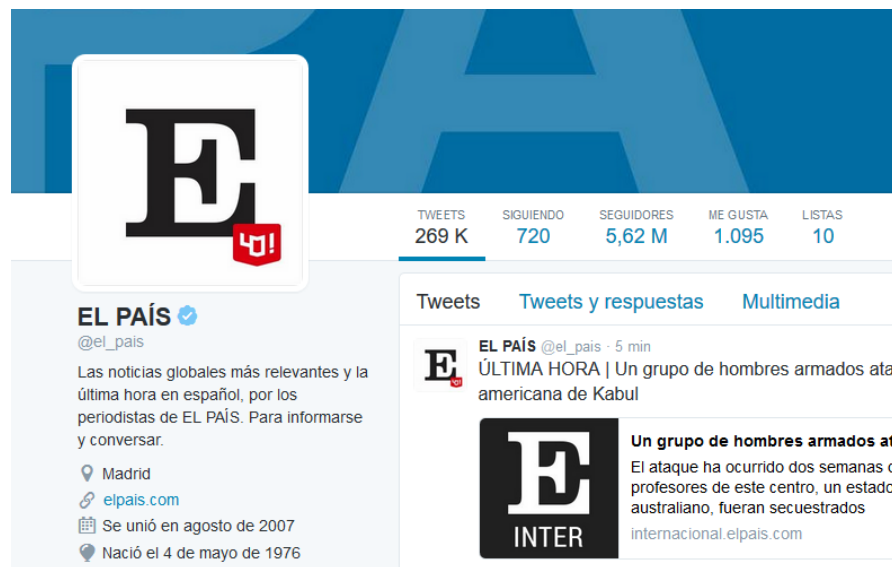 PA
E
40!
TWEETS SIGUIENDO SEGUIDORES ME GUSTA LISTAS
269 K 720 5,62 M 1.095 10
EL PAÍS
@el_pais
Las noticias globales más relevantes y la
última hora en español, por los
periodistas de EL PAÍS. Para informarse
y conversar.
Madrid
elpais.com
Se unió en agosto de 2007
Nació el 4 de mayo de 1976
Tweets Tweets y respuestas Multimedia
E
EL PAÍS @el_pais · 5 min
ÚLTIMA HORA | Un grupo de hombres armados ata
americana de Kabul
E
INTER
Un grupo de hombres armados at
El ataque ha ocurrido dos semanas
profesores de este centro, un estado
australiano, fueran secuestrados
internacional.elpais.com